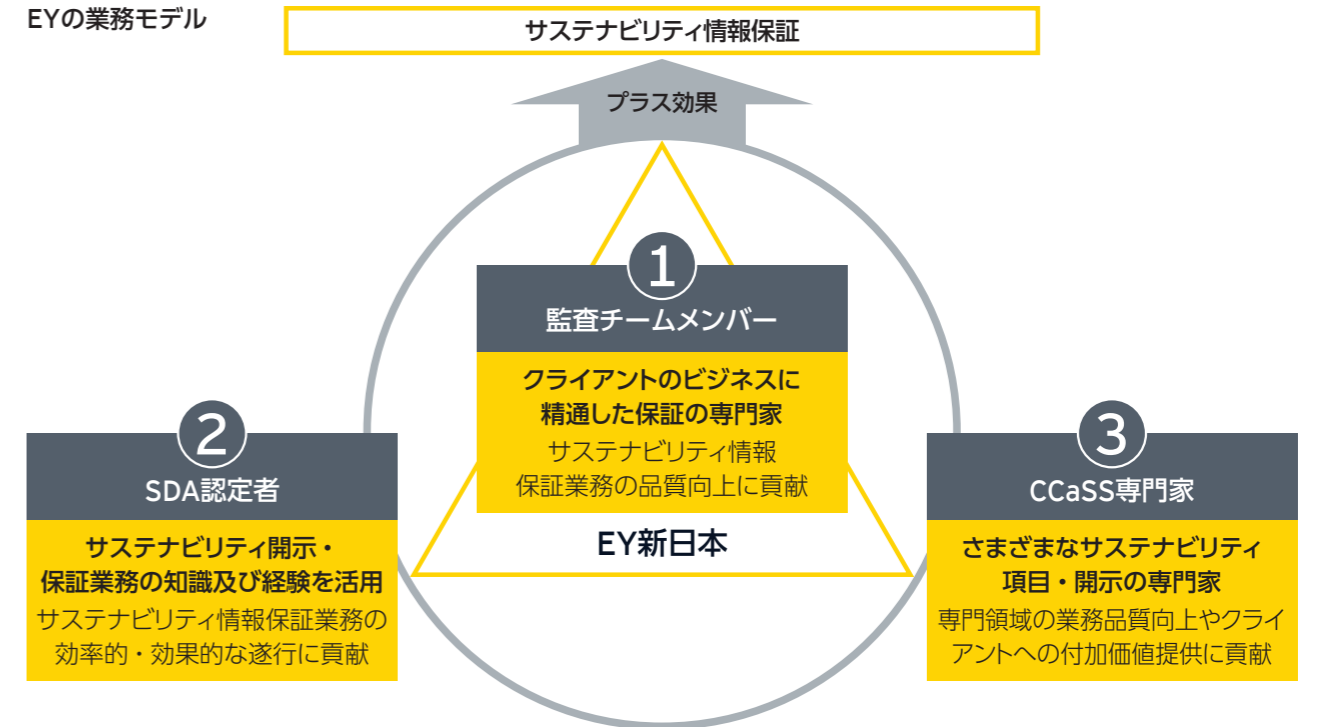 EYの業務モデル
サステナビリティ情報保証
プラス効果
1
監査チームメンバー
クライアントのビジネスに
精通した保証の専門家
サステナビリティ情報
保証業務の品質向上に貢献
EY新日本
2
SDA認定者
サステナビリティ開示・
保証業務の知識及び経験を活用
サステナビリティ情報保証業務の
効率的・効果的な遂行に貢献
3
CCaSS専門家
さまざまなサステナビリティ
項目・開示の専門家
専門領域の業務品質向上やクライ
アントへの付加価値提供に貢献